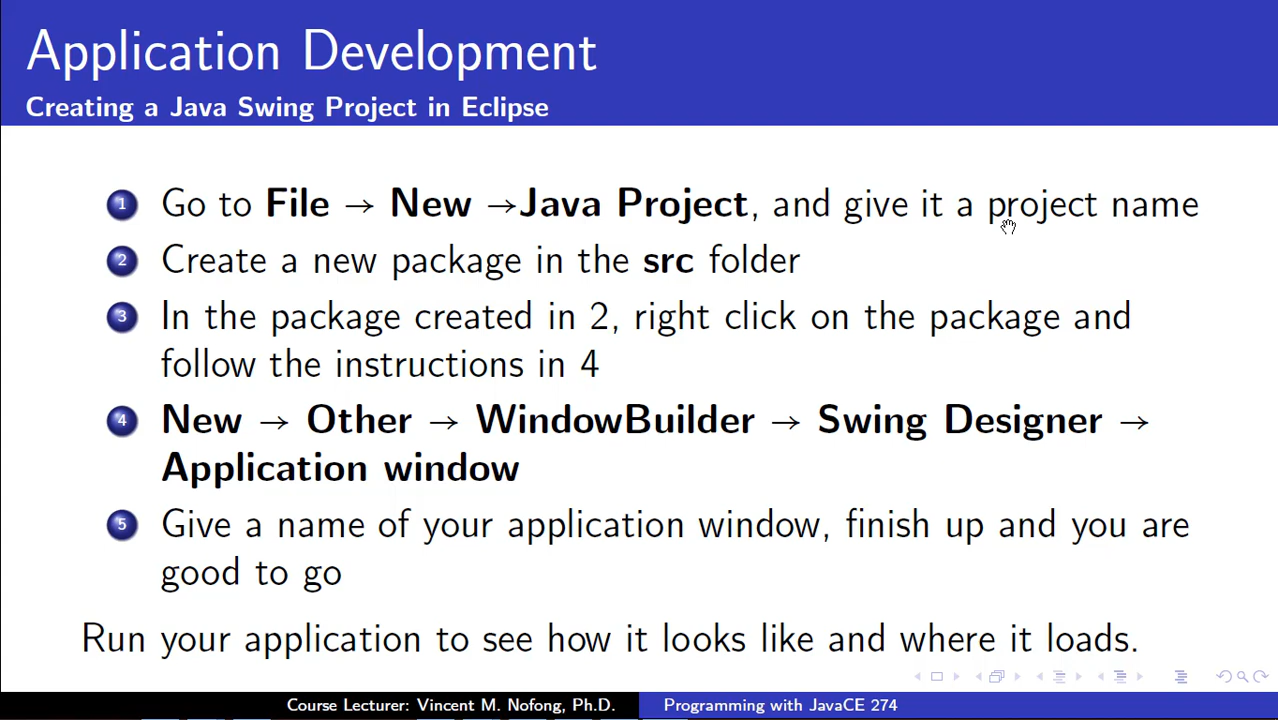 Application Development
Creating a Java Swing Project in Eclipse
1 Go to File → New →Java Project, and give it a project name
2 Create a new package in the src folder
3 In the package created in 2, right click on the package and
follow the instructions in 4
4 New → Other → WindowBuilder → Swing Designer →
Application window
5 Give a name of your application window, finish up and you are
good to go
Run your application to see how it looks like and where it loads.
Course Lecturer: Vincent M. Nofong, Ph.D. Programming with JavaCE 274